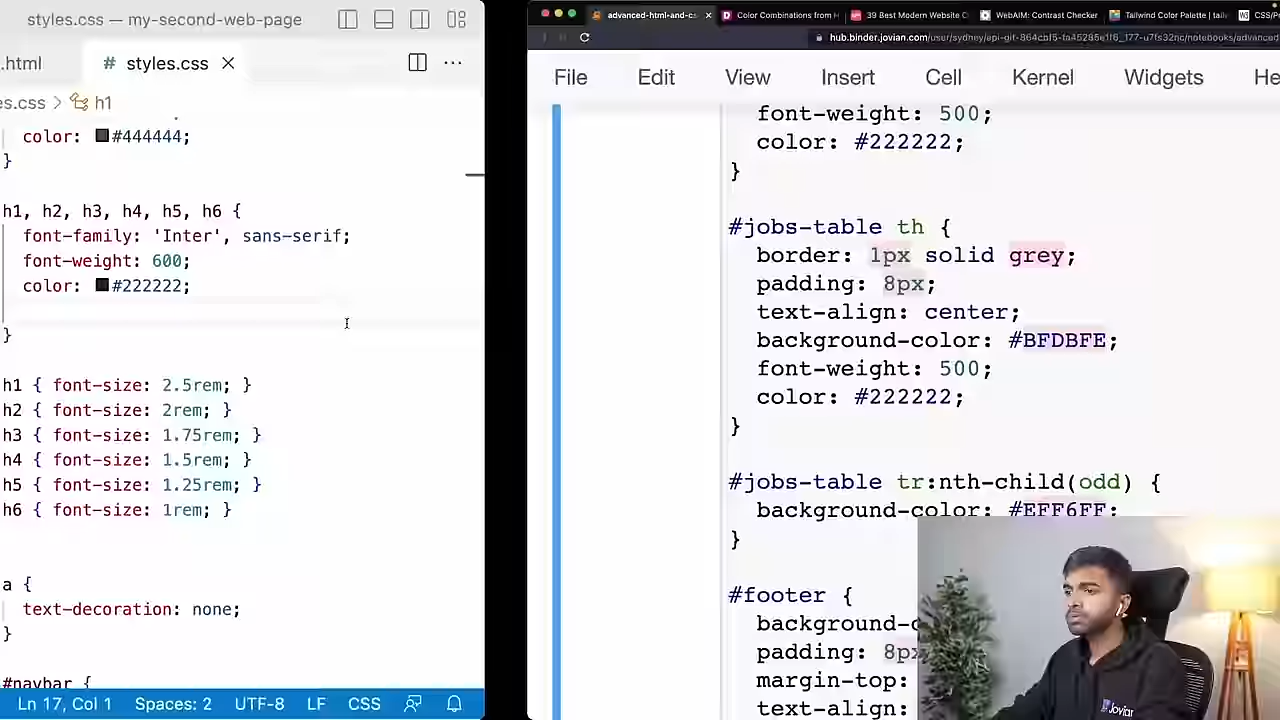 styles.css — my-second-web-page
.html
# styles.css
es.css > h1
color: #444444;
}
h1, h2, h3, h4, h5, h6 {
font-family: 'Inter', sans-serif;
font-weight: 600;
color: #222222;
}
h1 { font-size: 2.5rem; }
h2 { font-size: 2rem; }
h3 { font-size: 1.75rem; }
h4 { font-size: 1.5rem; }
h5 { font-size: 1.25rem; }
h6 { font-size: 1rem; }
a {
text-decoration: none;
}
#navbar {
Ln 17, Col 1 Spaces: 2 UTF-8 LF CSS
advanced-html-and-cs Color Combinations from 39 Best Modern Website C WebAIM: Contrast Checker Tailwind Color Palette | tail CSS/P
File Edit View Insert Cell Kernel Widgets He
font-weight: 500;
color: #222222;
}
#jobs-table th {
border: 1px solid grey;
padding: 8px;
text-align: center;
background-color: #BFDBFE;
font-weight: 500;
color: #222222;
}
#jobs-table tr:nth-child(odd) {
background-color: #EFF6FF;
}
#footer {
background-c
padding: 8px
margin-top:
text-align:
Jovian